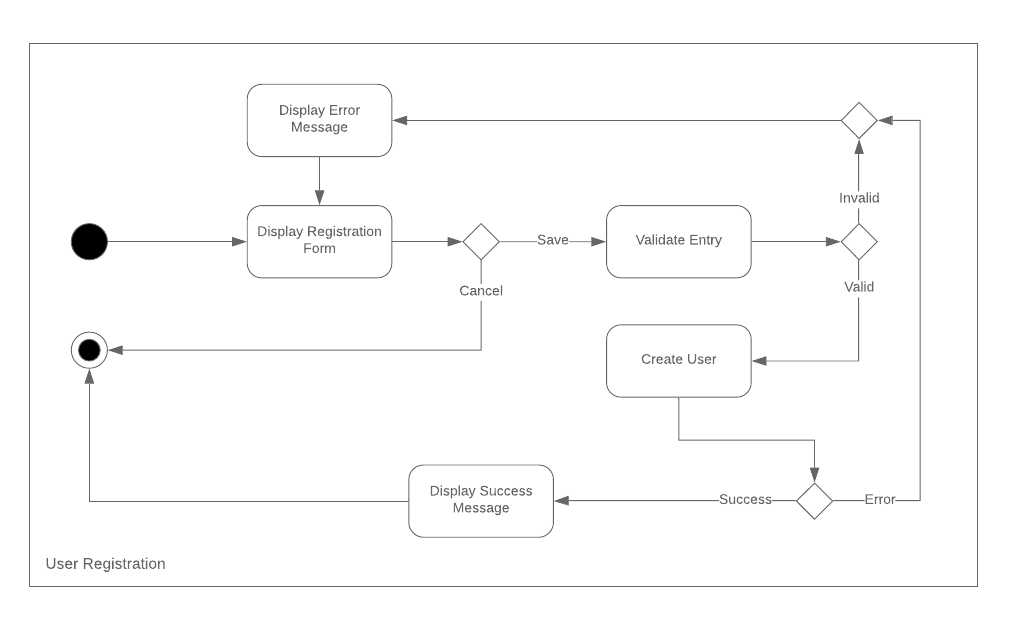 Display Error
Message
Invalid
Display Registration
Form
Save
Validate Entry
Cancel
Valid
Create User
Display Success
Message
Success
Error
User Registration